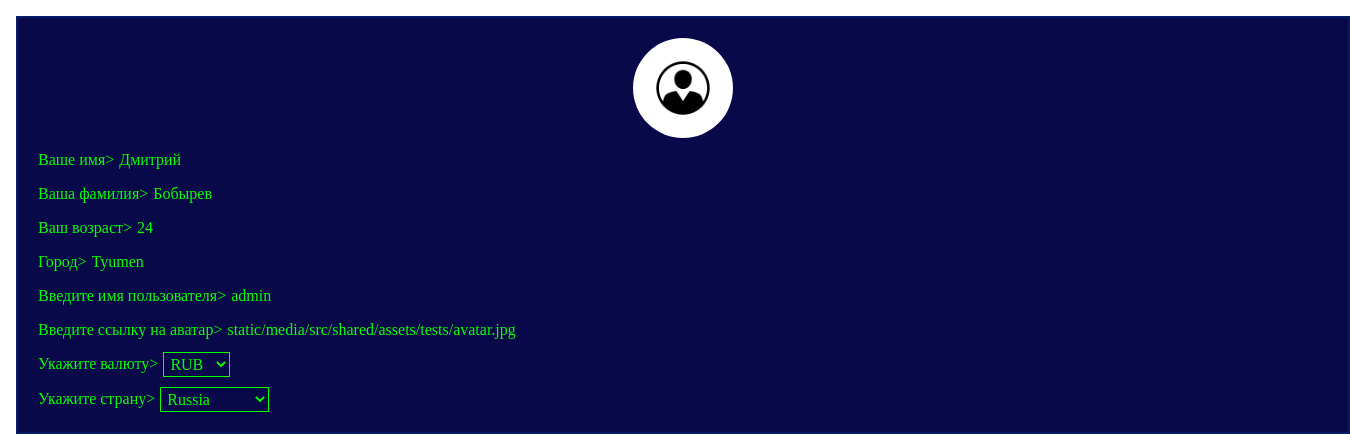 Ваше имя> Дмитрий
Ваша фамилия> Бобырев
Ваш возраст> 24
Город> Tyumen
Введите имя пользователя> admin
Введите ссылку на аватар> static/media/src/shared/assets/tests/avatar.jpg
Укажите валюту> RUB
Укажите страну> Russia